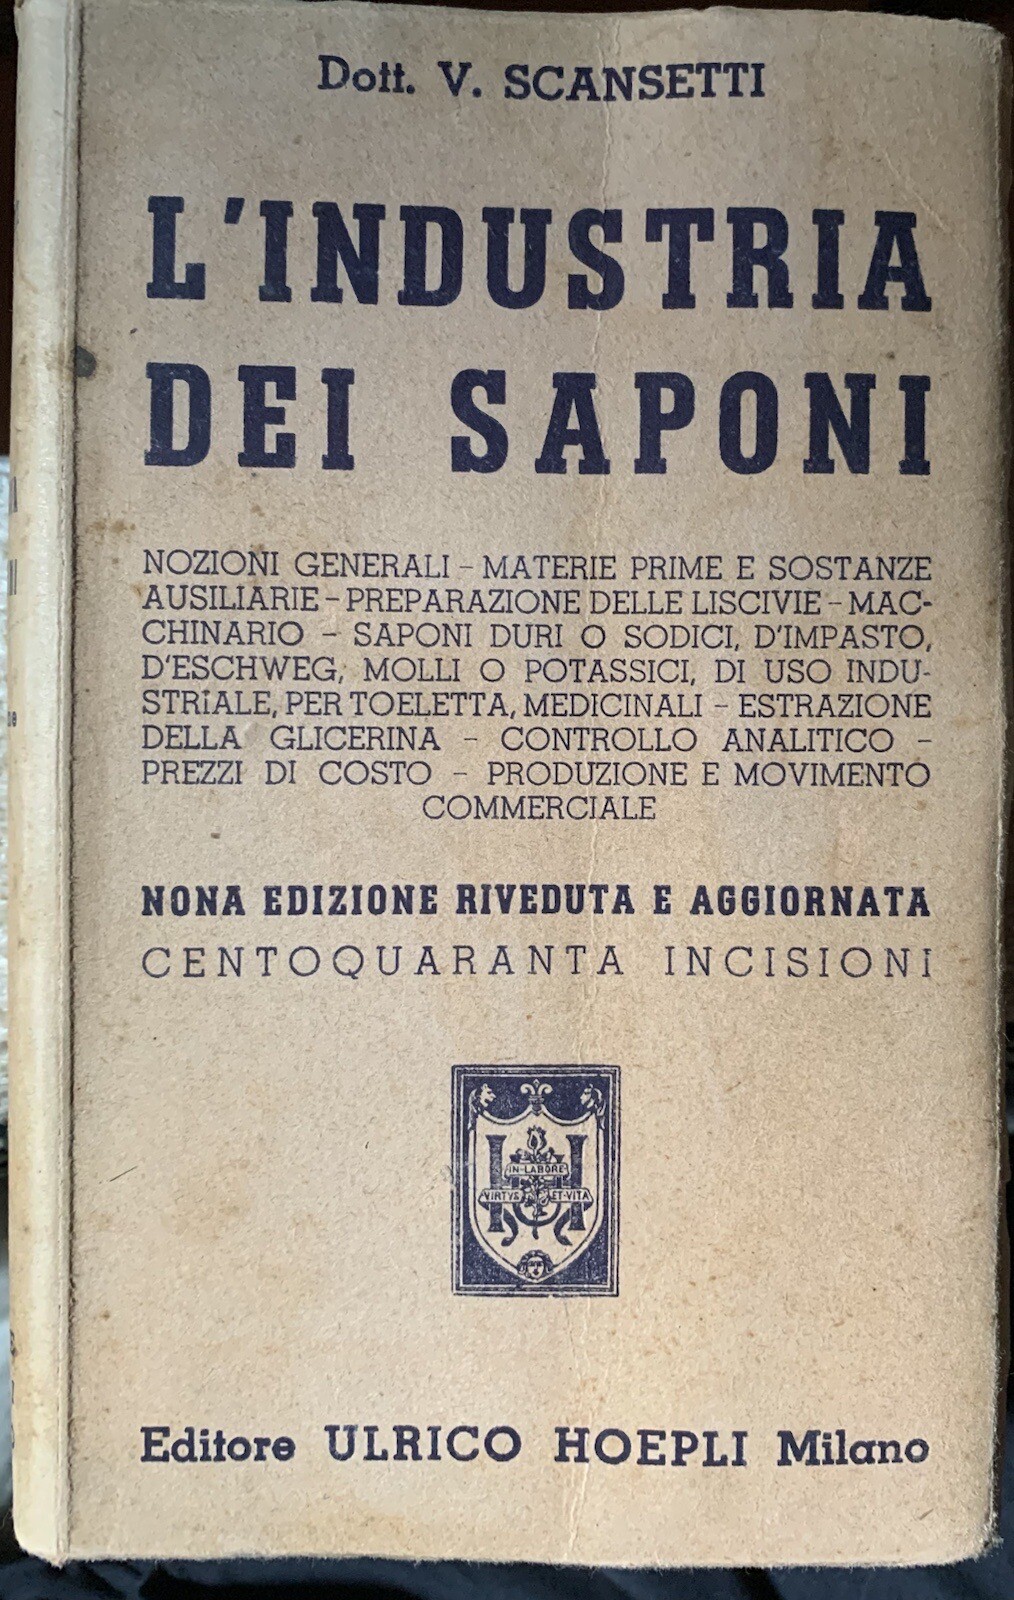 Dott. V. SCANSETTI
L'INDUSTRIA
DEI SAPONI
NOZIONI GENERALI - MATERIE PRIME E SOSTANZE
AUSILIARIE - PREPARAZIONE DELLE LISCIVIE - MAC-
CHINARIO - SAPONI DURI O SODICI, D'IMPASTO,
D'ESCHWEG, MOLLI O POTASSICI, DI USO INDU-
STRIALE, PER TOELETTA, MEDICINALI - ESTRAZIONE
DELLA GLICERINA - CONTROLLO ANALITICO -
PREZZI DI COSTO - PRODUZIONE E MOVIMENTO
COMMERCIALE
NONA EDIZIONE RIVEDUTA E AGGIORNATA
CENTOQUARANTA INCISIONI
IN·LABORE
VIRTVS ET·VITA
Editore ULRICO HOEPLI Milano